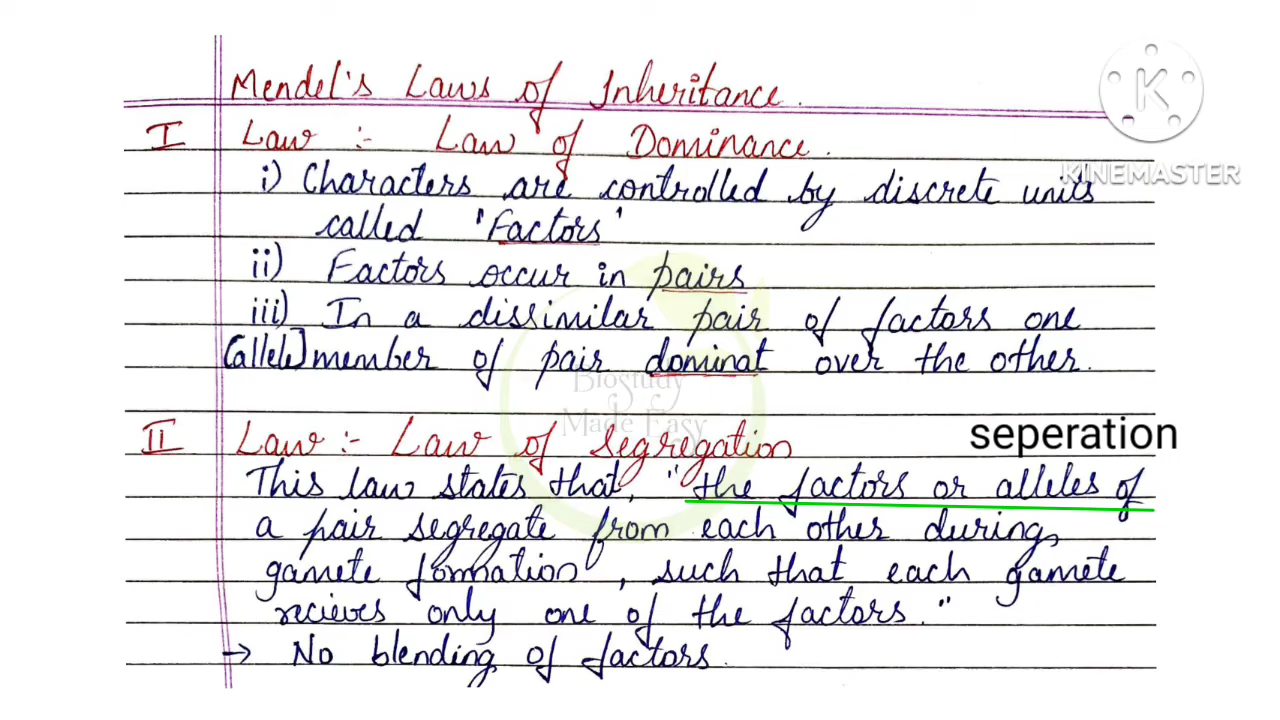 Mendel's Laws of Inheritance.
I Law :- Law of Dominance.
i) Characters are controlled by discrete units
called 'Factors'
ii) Factors occur in pairs
iii) In a dissimilar pair of factors one
[allele] member of pair dominat over the other.
II Law :- Law of Segregation
seperation
This law states that, "the factors or alleles of
a pair segregate from each other during
gamete formation, such that each gamete
recieves only one of the factors."
→ No blending of factors.
K
KINEMASTER
Biostudy
Made Easy